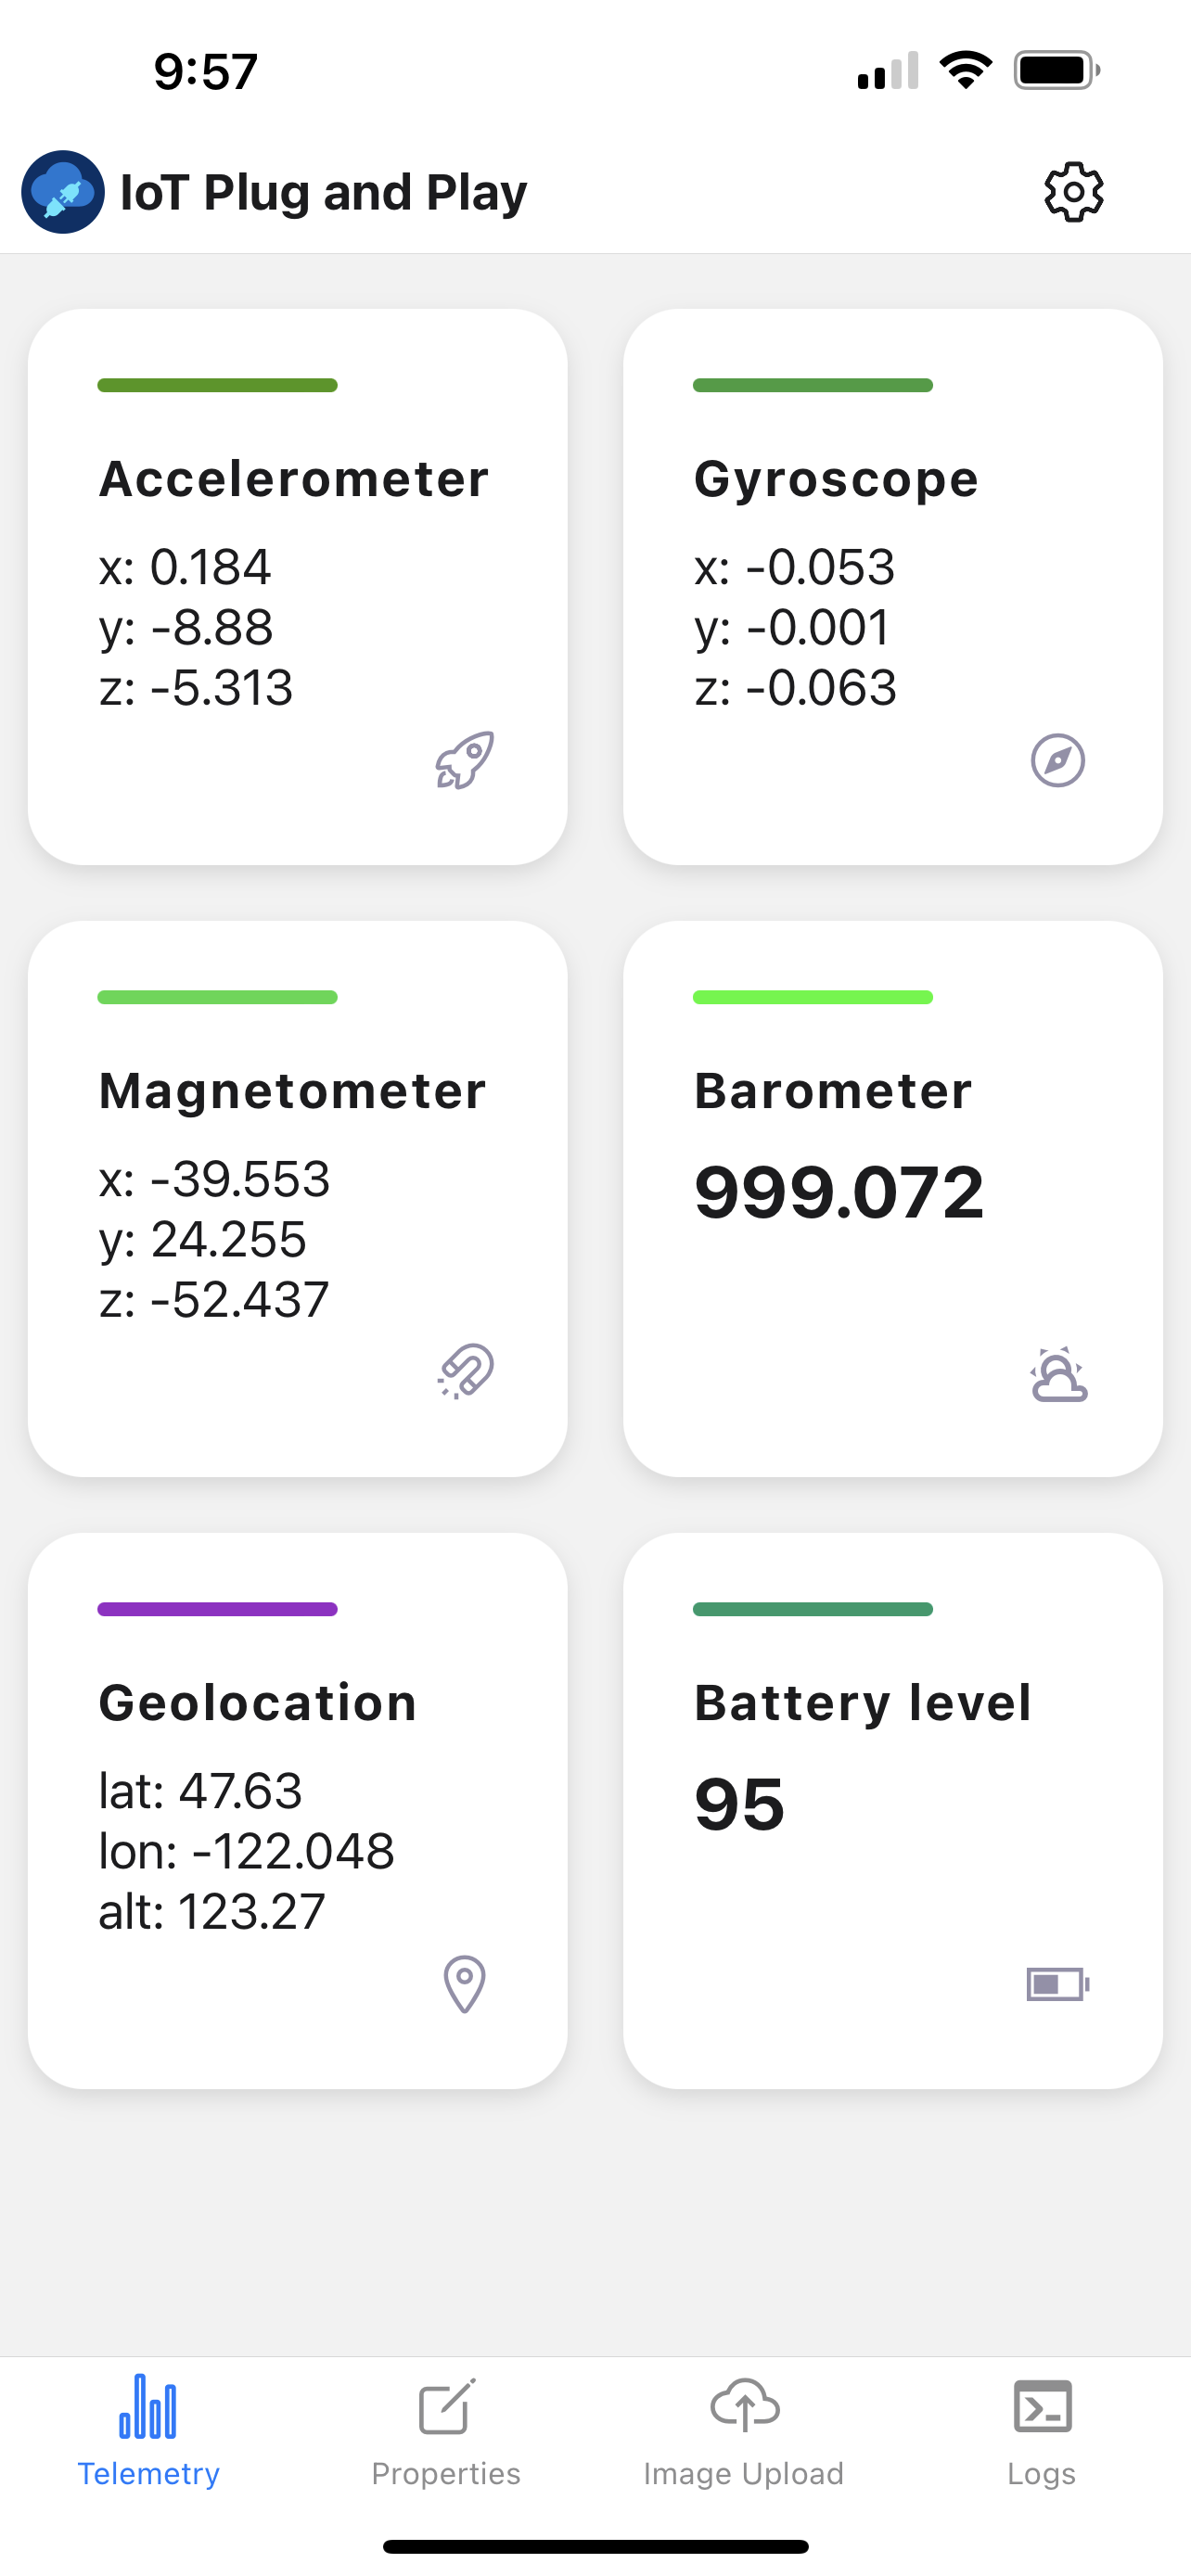 9:57
IoT Plug and Play
Accelerometer
x: 0.184
y: -8.88
z: -5.313
Gyroscope
x: -0.053
y: -0.001
z: -0.063
Magnetometer
x: -39.553
y: 24.255
z: -52.437
Barometer
999.072
Geolocation
lat: 47.63
lon: -122.048
alt: 123.27
Battery level
95
Telemetry
Properties
Image Upload
Logs